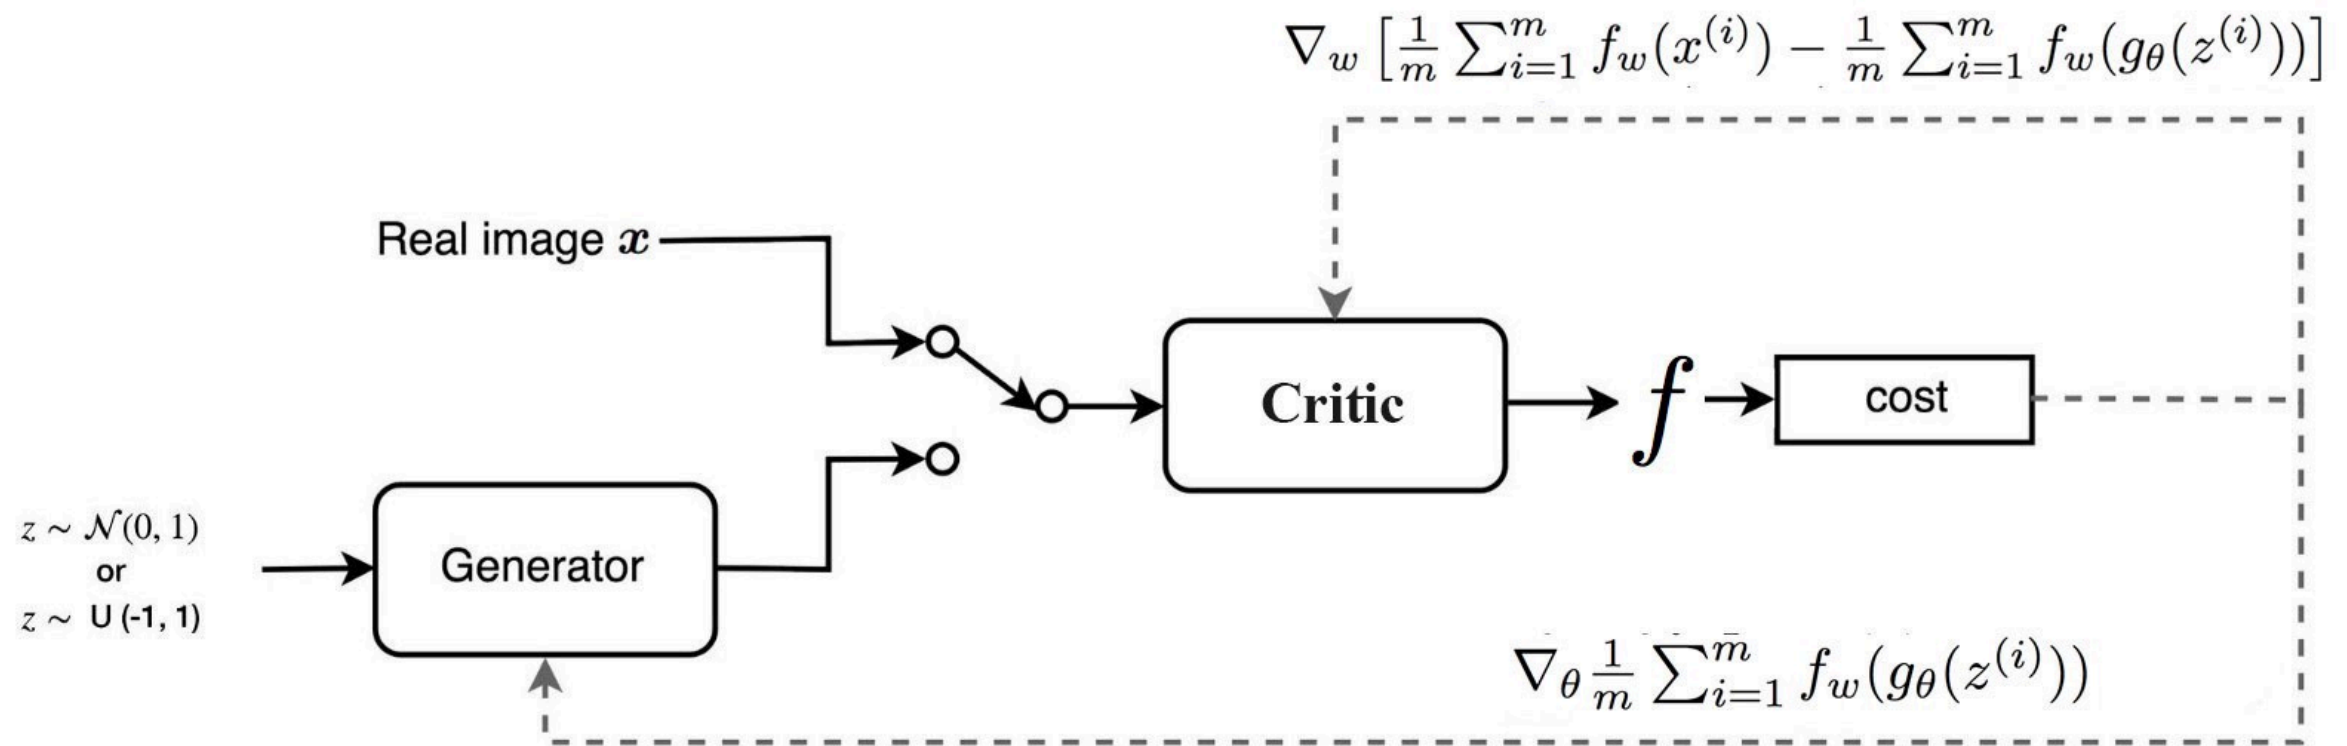 ∇_w [1/m ∑_{i=1}^m f_w(x^{(i)}) − 1/m ∑_{i=1}^m f_w(g_θ(z^{(i)}))]
Real image x
Critic
f
cost
z ∼ 𝒩(0, 1)
or
z ∼ U (-1, 1)
Generator
∇_θ 1/m ∑_{i=1}^m f_w(g_θ(z^{(i)}))